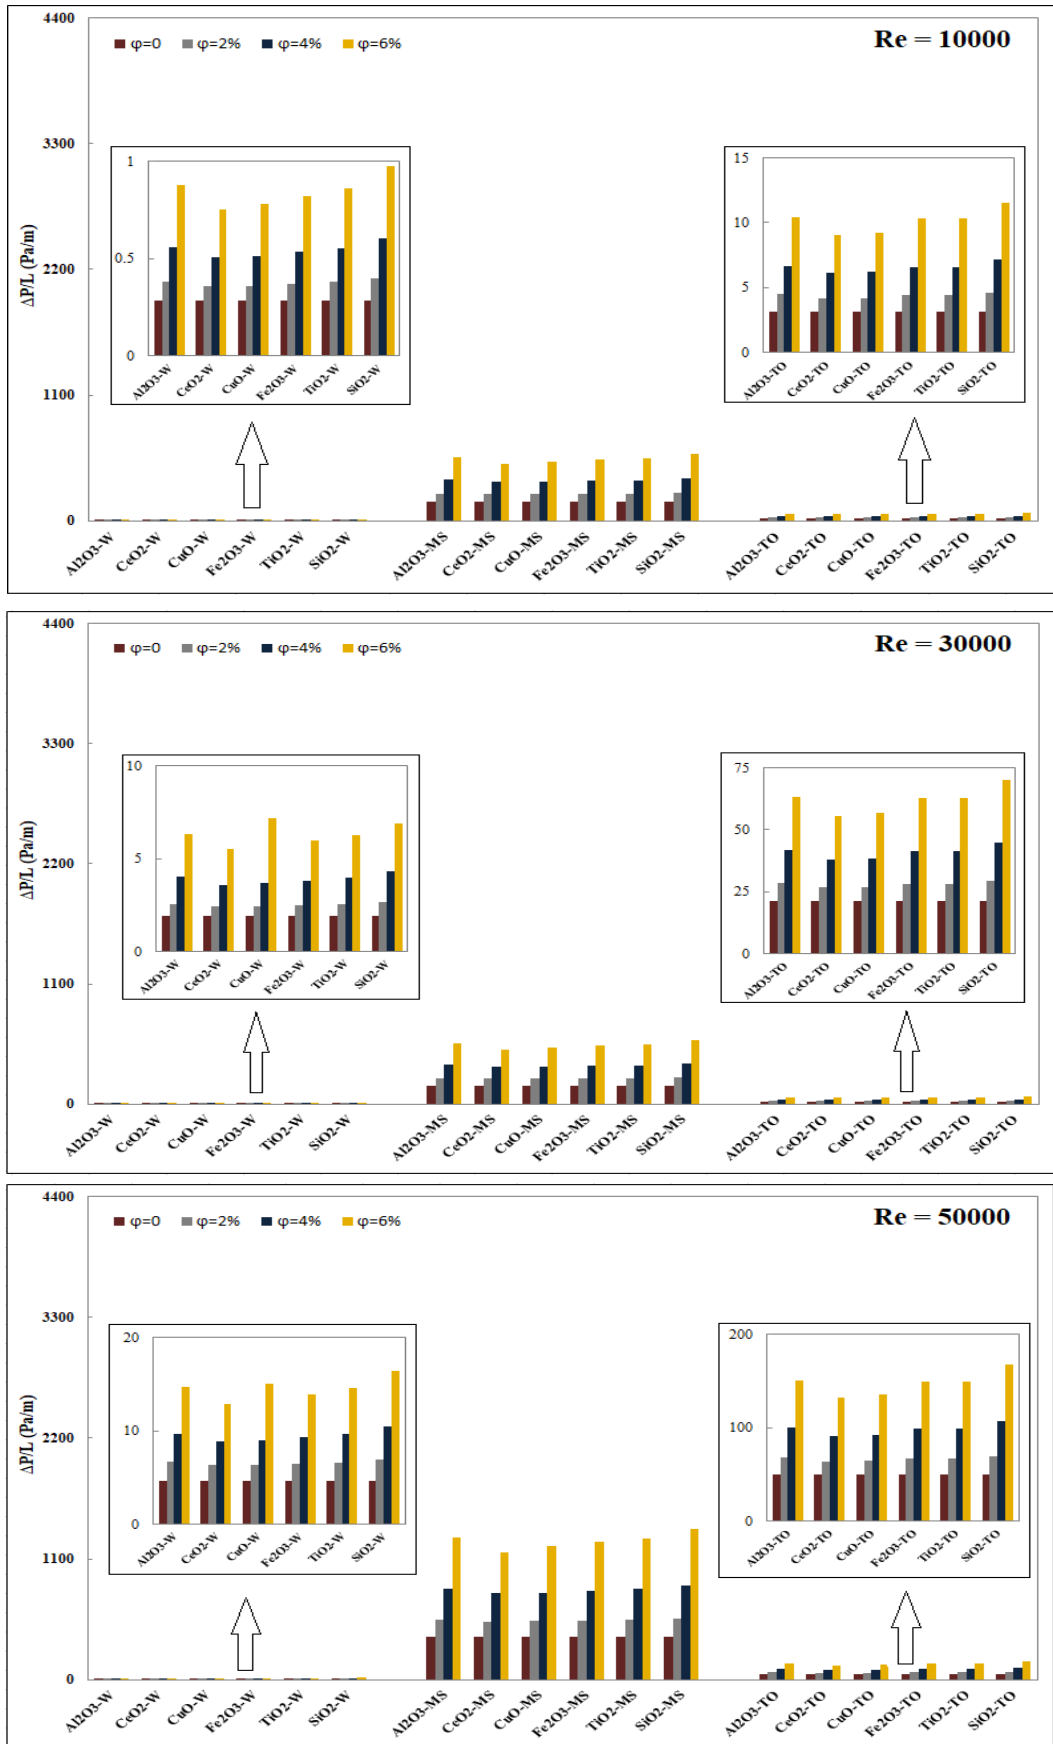 4400
φ=0 φ=2% φ=4% φ=6%
Re = 10000
3300
2200
1100
0
ΔP/L (Pa/m)
1
0.5
0
Al2O3-W CeO2-W CuO-W Fe2O3-W TiO2-W SiO2-W
15
10
5
0
Al2O3-TO CeO2-TO CuO-TO Fe2O3-TO TiO2-TO SiO2-TO
Al2O3-W CeO2-W CuO-W Fe2O3-W TiO2-W SiO2-W Al2O3-MS CeO2-MS CuO-MS Fe2O3-MS TiO2-MS SiO2-MS Al2O3-TO CeO2-TO CuO-TO Fe2O3-TO TiO2-TO SiO2-TO
4400
φ=0 φ=2% φ=4% φ=6%
Re = 30000
3300
2200
1100
0
ΔP/L (Pa/m)
10
5
0
Al2O3-W CeO2-W CuO-W Fe2O3-W TiO2-W SiO2-W
75
50
25
0
Al2O3-TO CeO2-TO CuO-TO Fe2O3-TO TiO2-TO SiO2-TO
Al2O3-W CeO2-W CuO-W Fe2O3-W TiO2-W SiO2-W Al2O3-MS CeO2-MS CuO-MS Fe2O3-MS TiO2-MS SiO2-MS Al2O3-TO CeO2-TO CuO-TO Fe2O3-TO TiO2-TO SiO2-TO
4400
φ=0 φ=2% φ=4% φ=6%
Re = 50000
3300
2200
1100
0
ΔP/L (Pa/m)
20
10
0
Al2O3-W CeO2-W CuO-W Fe2O3-W TiO2-W SiO2-W
200
100
0
Al2O3-TO CeO2-TO CuO-TO Fe2O3-TO TiO2-TO SiO2-TO
Al2O3-W CeO2-W CuO-W Fe2O3-W TiO2-W SiO2-W Al2O3-MS CeO2-MS CuO-MS Fe2O3-MS TiO2-MS SiO2-MS Al2O3-TO CeO2-TO CuO-TO Fe2O3-TO TiO2-TO SiO2-TO